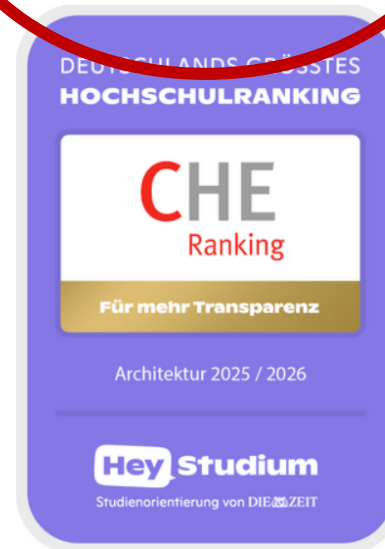 DEUTSCHLANDS GRÖSSTES
HOCHSCHULRANKING
CHE
Ranking
Für mehr Transparenz
Architektur 2025 / 2026
Hey Studium
Studienorientierung von DIE ZEIT